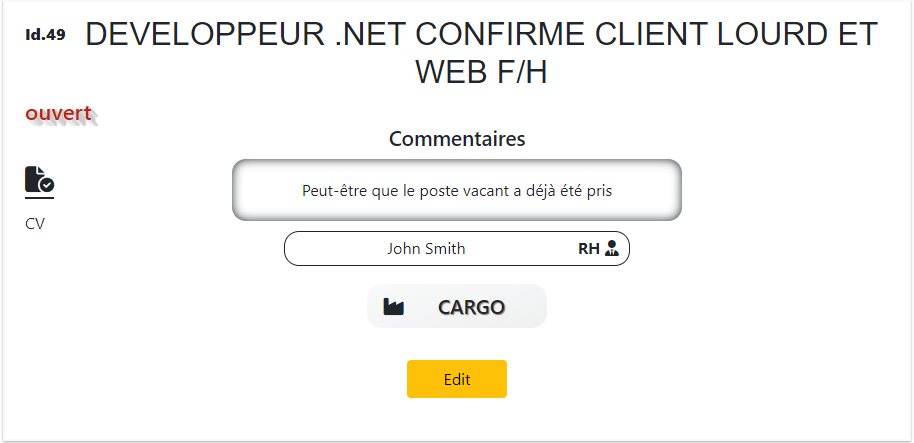 Id.49
DEVELOPPEUR .NET CONFIRME CLIENT LOURD ET
WEB F/H
ouvert
Commentaires
Peut-être que le poste vacant a déjà été pris
CV
John Smith RH
CARGO
Edit